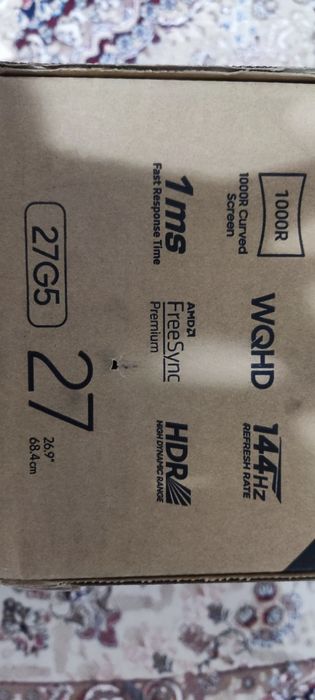 1000R
1000R Curved
Screen
WQHD
144HZ
REFRESH RATE
1ms
Fast Response Time
AMD
FreeSync
Premium
HDR
HIGH DYNAMIC RANGE
27G5
27
26.9"
68.4cm